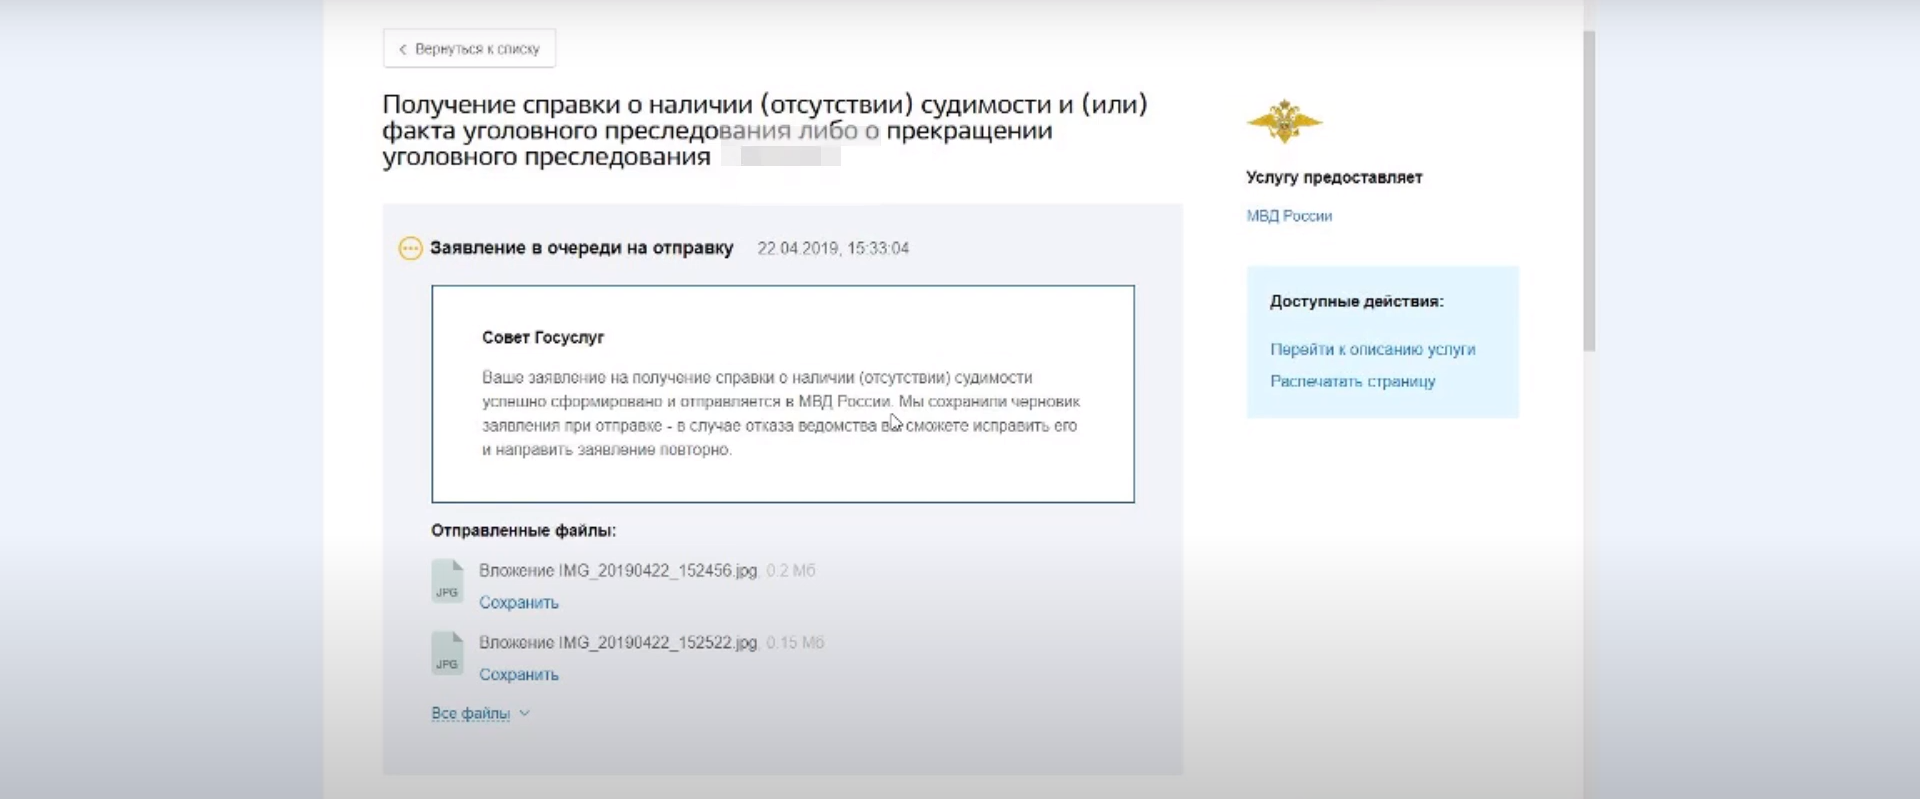 Вернуться к списку
Получение справки о наличии (отсутствии) судимости и (или)
факта уголовного преследования либо о прекращении
уголовного преследования
Услугу предоставляет
МВД России
Заявление в очереди на отправку 22.04.2019, 15:33:04
Доступные действия:
Перейти к описанию услуги
Распечатать страницу
Совет Госуслуг
Ваше заявление на получение справки о наличии (отсутствии) судимости
успешно сформировано и отправляется в МВД России. Мы сохранили черновик
заявления при отправке - в случае отказа ведомства вы сможете исправить его
и направить заявление повторно.
Отправленные файлы:
Вложение IMG_20190422_152456.jpg, 0.2 Мб
JPG
Сохранить
Вложение IMG_20190422_152522.jpg, 0.15 Мб
JPG
Сохранить
Все файлы